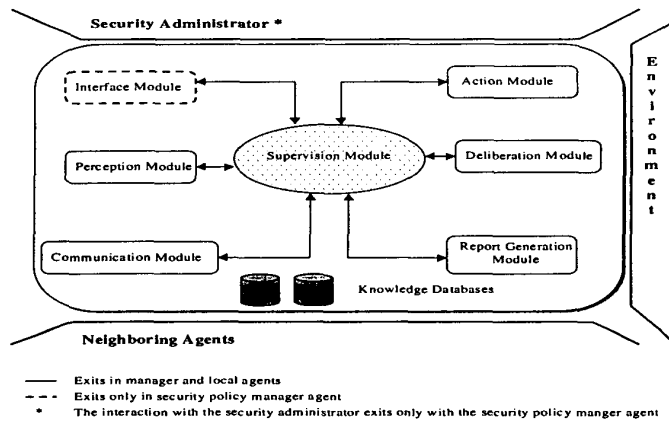 Security Administrator *
Environment
Interface Module
Action Module
Supervision Module
Perception Module
Deliberation Module
Communication Module
Report Generation
Module
Knowledge Databases
Neighboring Agents
Exits in manager and local agents
Exits only in security policy manager agent
* The interaction with the security administrator exits only with the security policy manger agent